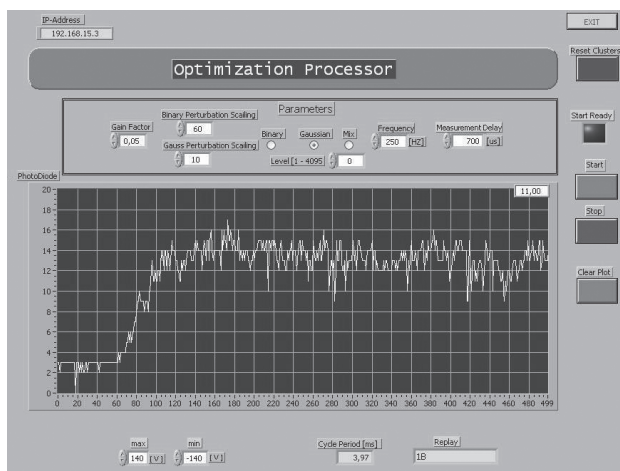 IP-Address
192.168.15.3
EXIT
Optimization Processor
Reset Clusters
Parameters
Gain Factor
0,05
Binary Perturbation Scailing
60
Gauss Perturbation Scailing
10
Binary
Gaussian
Mix
Level [1 - 4095]
0
Frequency
250 [HZ]
Measurement Delay
700 [us]
Start Ready
Start
Stop
Clear Plot
PhotoDiode
11,00
20
18
16
14
12
10
8
6
4
2
0
0 20 40 60 80 100 120 140 160 180 200 220 240 260 280 300 320 340 360 380 400 420 440 460 480 499
max
140 [V]
min
-140 [V]
Cycle Period [ms]
3,97
Replay
1B